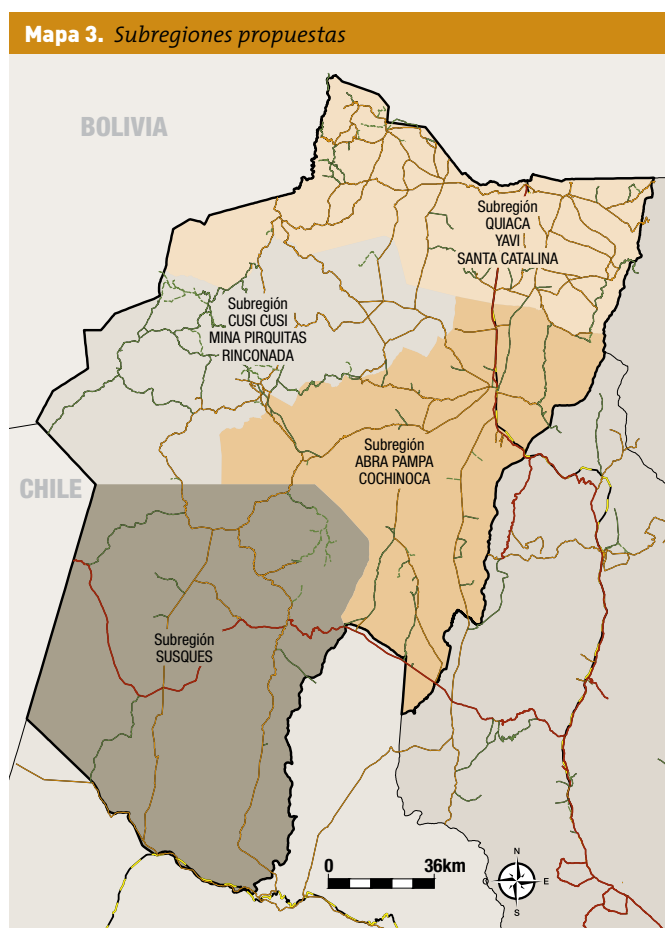 Mapa 3. Subregiones propuestas
BOLIVIA
Subregión
QUIACA
YAVI
SANTA CATALINA
Subregión
CUSI CUSI
MINA PIRQUITAS
RINCONADA
Subregión
ABRA PAMPA
COCHINOCA
CHILE
Subregión
SUSQUES
0 36km
N
O E
S